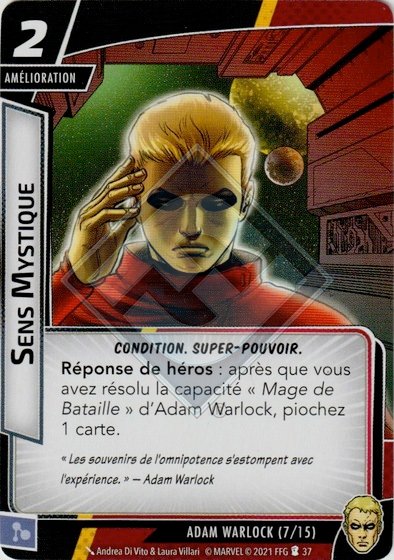 2
AMÉLIORATION
SENS MYSTIQUE
CONDITION. SUPER-POUVOIR.
Réponse de héros : après que vous
avez résolu la capacité « Mage de
Bataille » d'Adam Warlock, piochez
1 carte.
« Les souvenirs de l'omnipotence s'estompent avec
l'expérience. » — Adam Warlock
ADAM WARLOCK (7/15)
Andrea Di Vito & Laura Villari © MARVEL © 2021 FFG 37